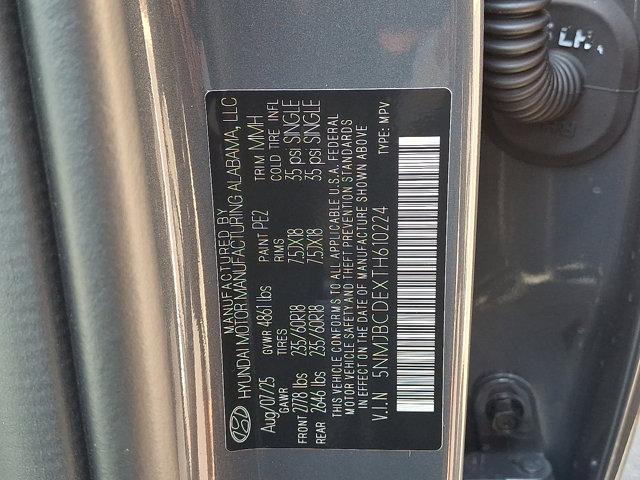 MANUFACTURED BY
HYUNDAI MOTOR MANUFACTURING ALABAMA, LLC
Aug/07/25 GVWR 4861 lbs PAINT PE2 TRIM MMH
GAWR TIRES RIMS COLD TIRE INFL
FRONT 2778 lbs 235/60R18 7.5JX18 35 psi SINGLE
REAR 2646 lbs 235/60R18 7.5JX18 35 psi SINGLE
THIS VEHICLE CONFORMS TO ALL APPLICABLE U.S.A. FEDERAL
MOTOR VEHICLE SAFETY AND THEFT PREVENTION STANDARDS
IN EFFECT ON THE DATE OF MANUFACTURE SHOWN ABOVE
V.I.N 5NMJBCDEXTH610224 TYPE: MPV
LH